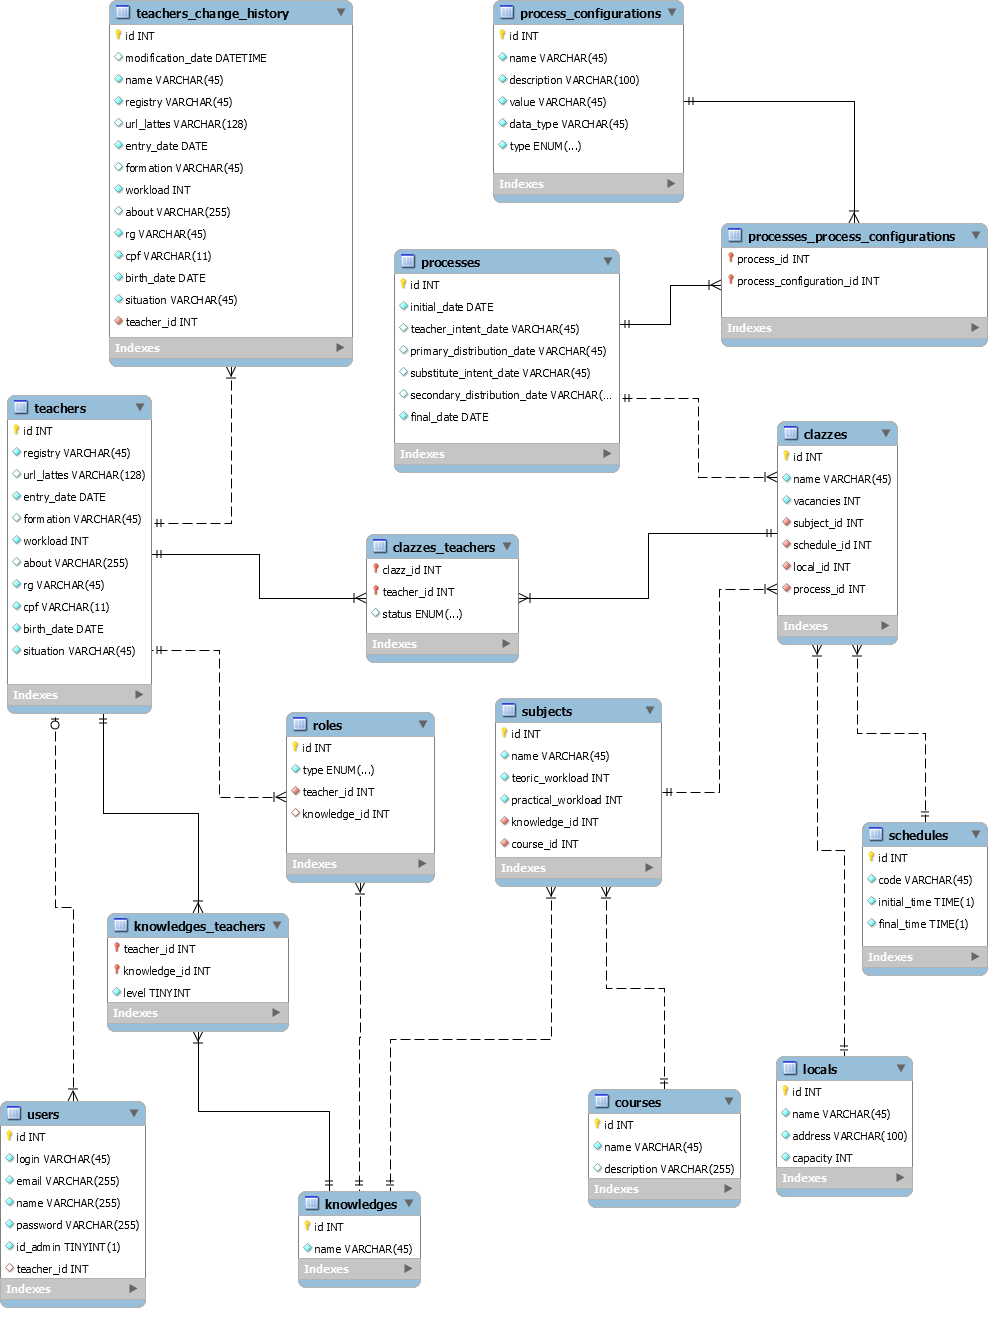 teachers_change_history
id INT
modification_date DATETIME
name VARCHAR(45)
registry VARCHAR(45)
url_lattes VARCHAR(128)
entry_date DATE
formation VARCHAR(45)
workload INT
about VARCHAR(255)
rg VARCHAR(45)
cpf VARCHAR(11)
birth_date DATE
situation VARCHAR(45)
teacher_id INT
Indexes
process_configurations
id INT
name VARCHAR(45)
description VARCHAR(100)
value VARCHAR(45)
data_type VARCHAR(45)
type ENUM(...)
Indexes
processes_process_configurations
process_id INT
process_configuration_id INT
Indexes
processes
id INT
initial_date DATE
teacher_intent_date VARCHAR(45)
primary_distribution_date VARCHAR(45)
substitute_intent_date VARCHAR(45)
secondary_distribution_date VARCHAR(...
final_date DATE
Indexes
teachers
id INT
registry VARCHAR(45)
url_lattes VARCHAR(128)
entry_date DATE
formation VARCHAR(45)
workload INT
about VARCHAR(255)
rg VARCHAR(45)
cpf VARCHAR(11)
birth_date DATE
situation VARCHAR(45)
Indexes
clazzes
id INT
name VARCHAR(45)
vacancies INT
subject_id INT
schedule_id INT
local_id INT
process_id INT
Indexes
clazzes_teachers
clazz_id INT
teacher_id INT
status ENUM(...)
Indexes
roles
id INT
type ENUM(...)
teacher_id INT
knowledge_id INT
Indexes
subjects
id INT
name VARCHAR(45)
teoric_workload INT
practical_workload INT
knowledge_id INT
course_id INT
Indexes
schedules
id INT
code VARCHAR(45)
initial_time TIME(1)
final_time TIME(1)
Indexes
knowledges_teachers
teacher_id INT
knowledge_id INT
level TINYINT
Indexes
locals
id INT
name VARCHAR(45)
address VARCHAR(100)
capacity INT
Indexes
courses
id INT
name VARCHAR(45)
description VARCHAR(255)
Indexes
users
id INT
login VARCHAR(45)
email VARCHAR(255)
name VARCHAR(255)
password VARCHAR(255)
id_admin TINYINT(1)
teacher_id INT
Indexes
knowledges
id INT
name VARCHAR(45)
Indexes